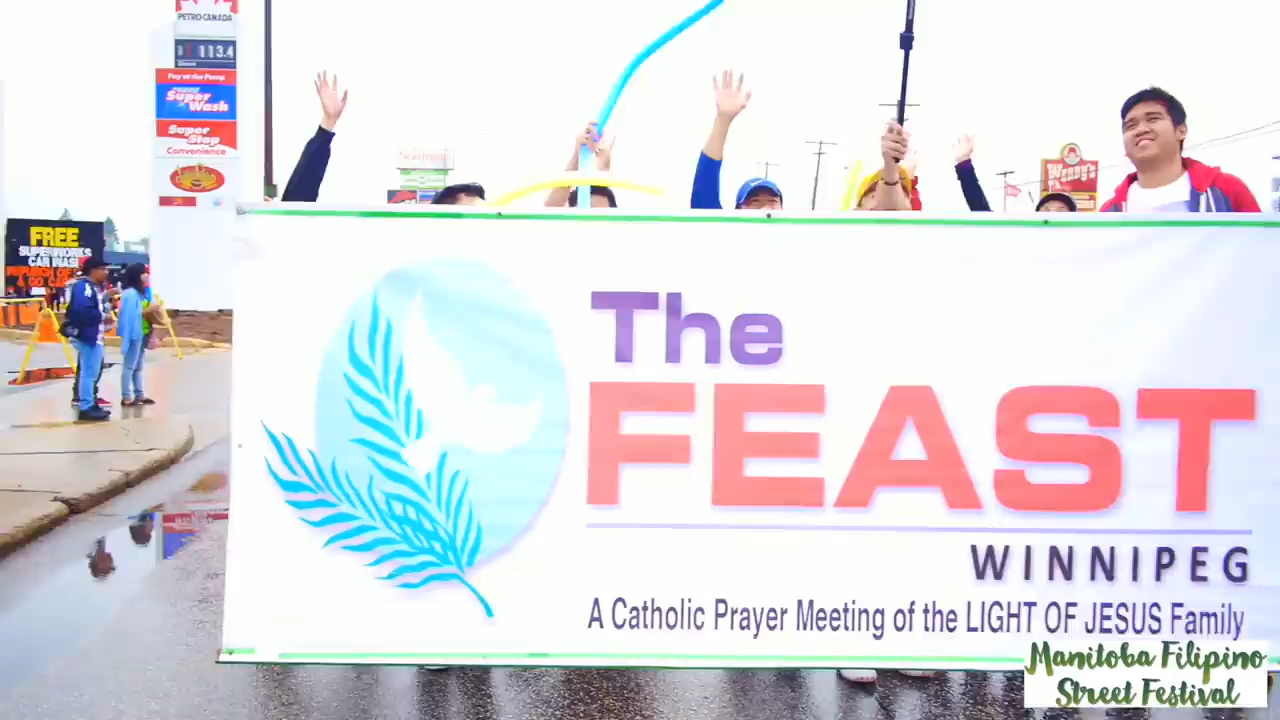 PETRO-CANADA
113.4
Pay at the Pump
Super Wash
Super Stop
Convenience
Wendy's
FREE
SUPERWORKS
CAR WASH
The
FEAST
WINNIPEG
A Catholic Prayer Meeting of the LIGHT OF JESUS Family
Manitoba Filipino
Street Festival